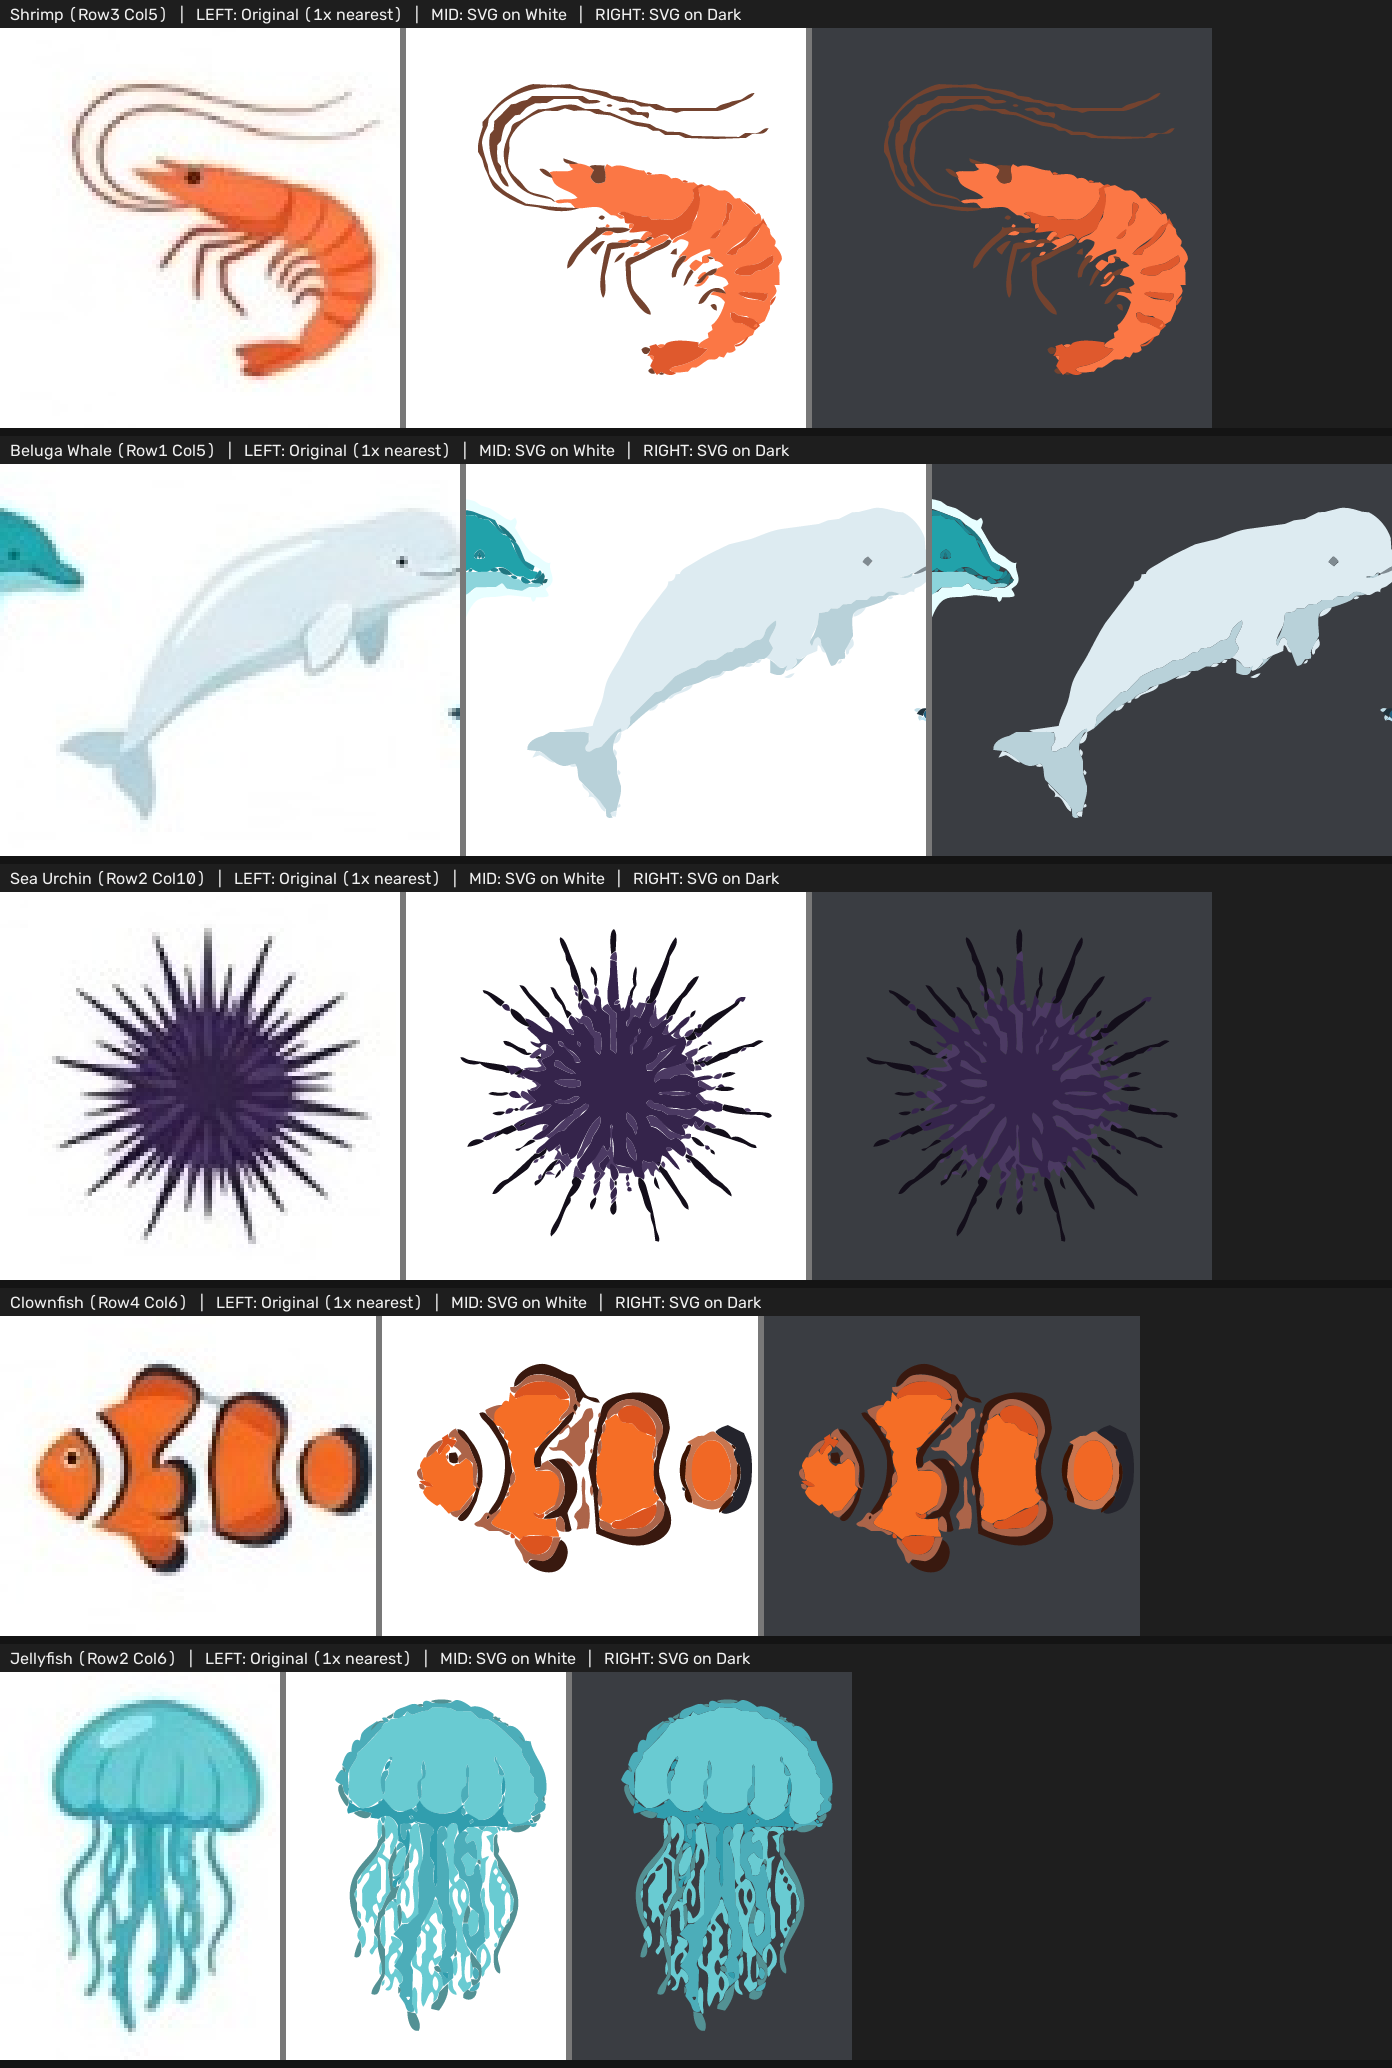 Shrimp (Row3 Col5) | LEFT: Original (1x nearest) | MID: SVG on White | RIGHT: SVG on Dark
Beluga Whale (Row1 Col5) | LEFT: Original (1x nearest) | MID: SVG on White | RIGHT: SVG on Dark
Sea Urchin (Row2 Col10) | LEFT: Original (1x nearest) | MID: SVG on White | RIGHT: SVG on Dark
Clownfish (Row4 Col6) | LEFT: Original (1x nearest) | MID: SVG on White | RIGHT: SVG on Dark
Jellyfish (Row2 Col6) | LEFT: Original (1x nearest) | MID: SVG on White | RIGHT: SVG on Dark